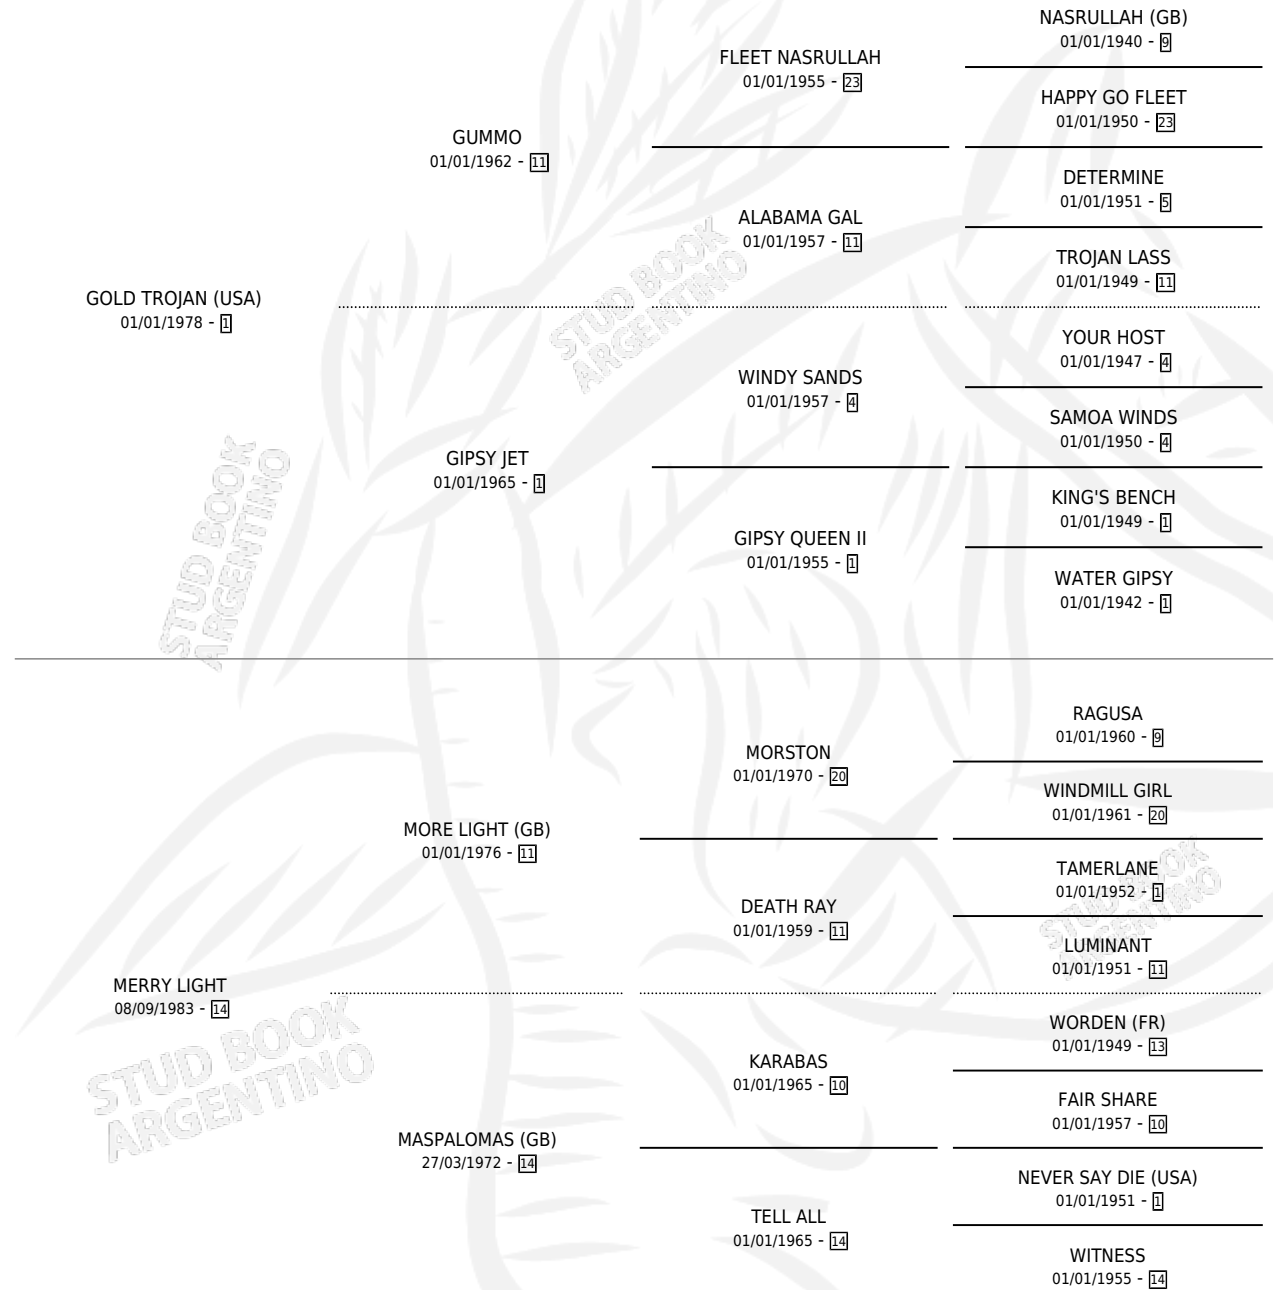 NASRULLAH (GB)
01/01/1940 - 9
FLEET NASRULLAH
01/01/1955 - 23
HAPPY GO FLEET
01/01/1950 - 23
GUMMO
01/01/1962 - 11
DETERMINE
01/01/1951 - 5
ALABAMA GAL
01/01/1957 - 11
TROJAN LASS
01/01/1949 - 11
GOLD TROJAN (USA)
01/01/1978 - 1
YOUR HOST
01/01/1947 - 4
WINDY SANDS
01/01/1957 - 4
SAMOA WINDS
01/01/1950 - 4
GIPSY JET
01/01/1965 - 1
KING'S BENCH
01/01/1949 - 1
GIPSY QUEEN II
01/01/1955 - 1
WATER GIPSY
01/01/1942 - 1
RAGUSA
01/01/1960 - 9
MORSTON
01/01/1970 - 20
WINDMILL GIRL
01/01/1961 - 20
MORE LIGHT (GB)
01/01/1976 - 11
TAMERLANE
01/01/1952 - 1
DEATH RAY
01/01/1959 - 11
LUMINANT
01/01/1951 - 11
MERRY LIGHT
08/09/1983 - 14
WORDEN (FR)
01/01/1949 - 13
KARABAS
01/01/1965 - 10
FAIR SHARE
01/01/1957 - 10
MASPALOMAS (GB)
27/03/1972 - 14
NEVER SAY DIE (USA)
01/01/1951 - 1
TELL ALL
01/01/1965 - 14
WITNESS
01/01/1955 - 14
STUD BOOK
ARGENTINO
STUD BOOK
ARGENTINO
STUD BOOK
ARGENTINO
STUD BOOK
ARGENTINO